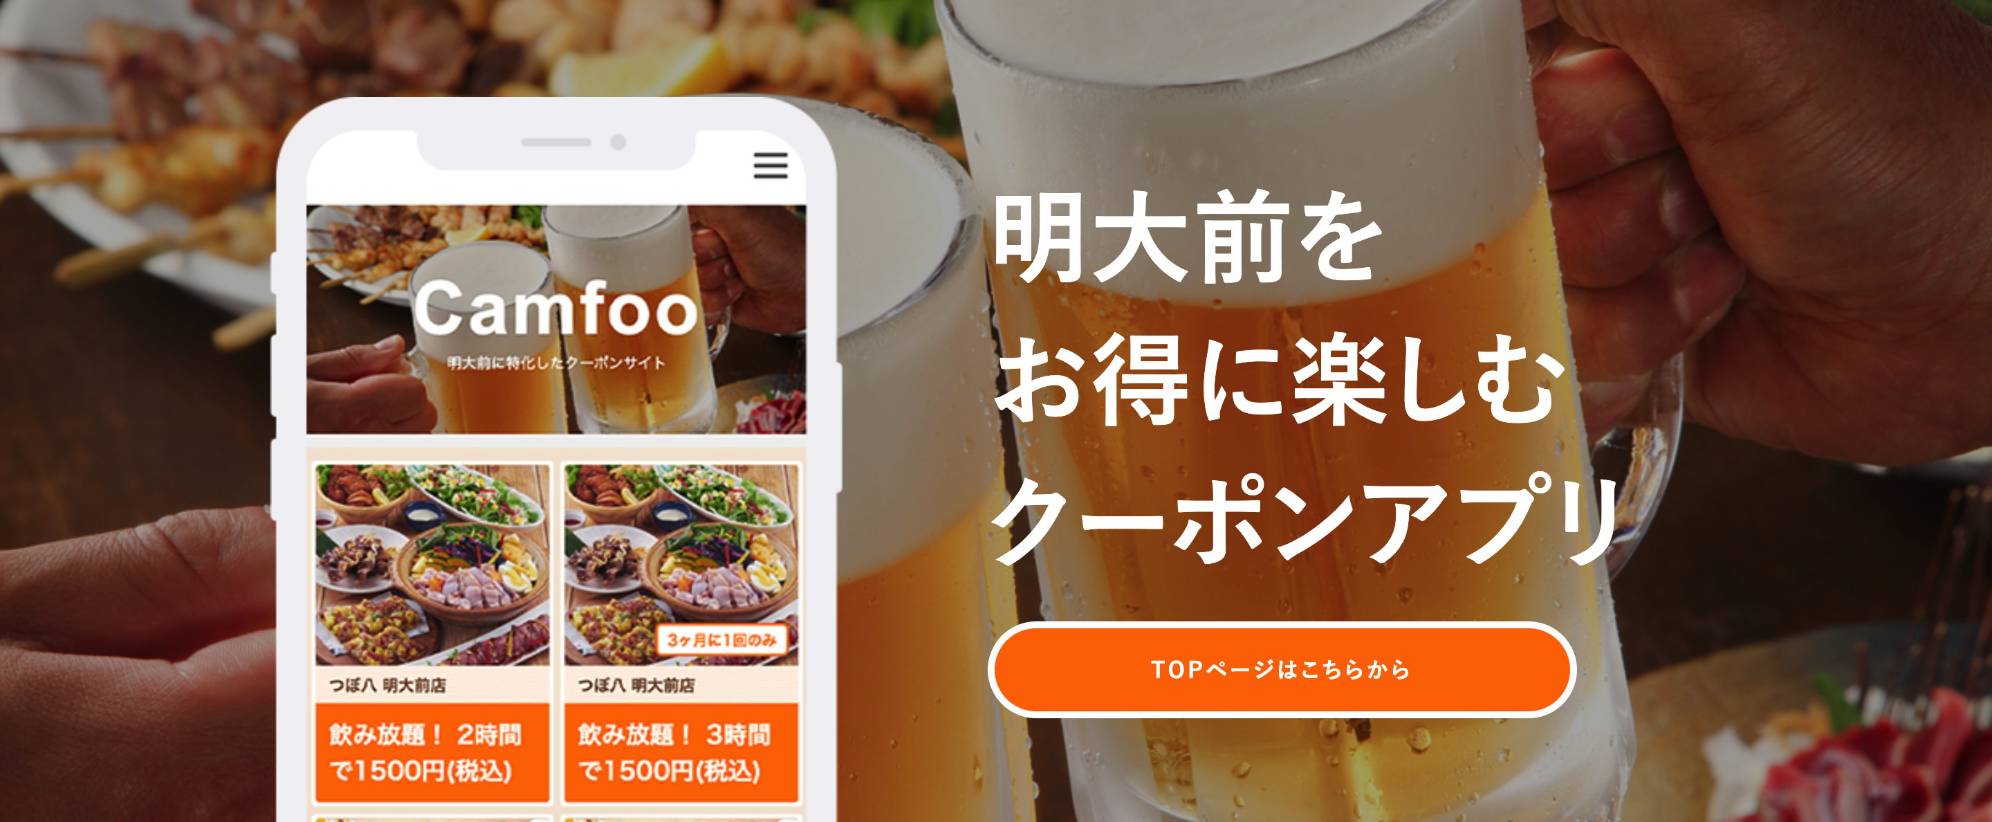 Camfoo
明大前に特化したクーポンサイト
3ヶ月に1回のみ
つぼ八 明大前店
つぼ八 明大前店
飲み放題！ 2時間
で1500円(税込)
飲み放題！ 3時間
で1500円(税込)
明大前を
お得に楽しむ
クーポンアプリ
TOPページはこちらから